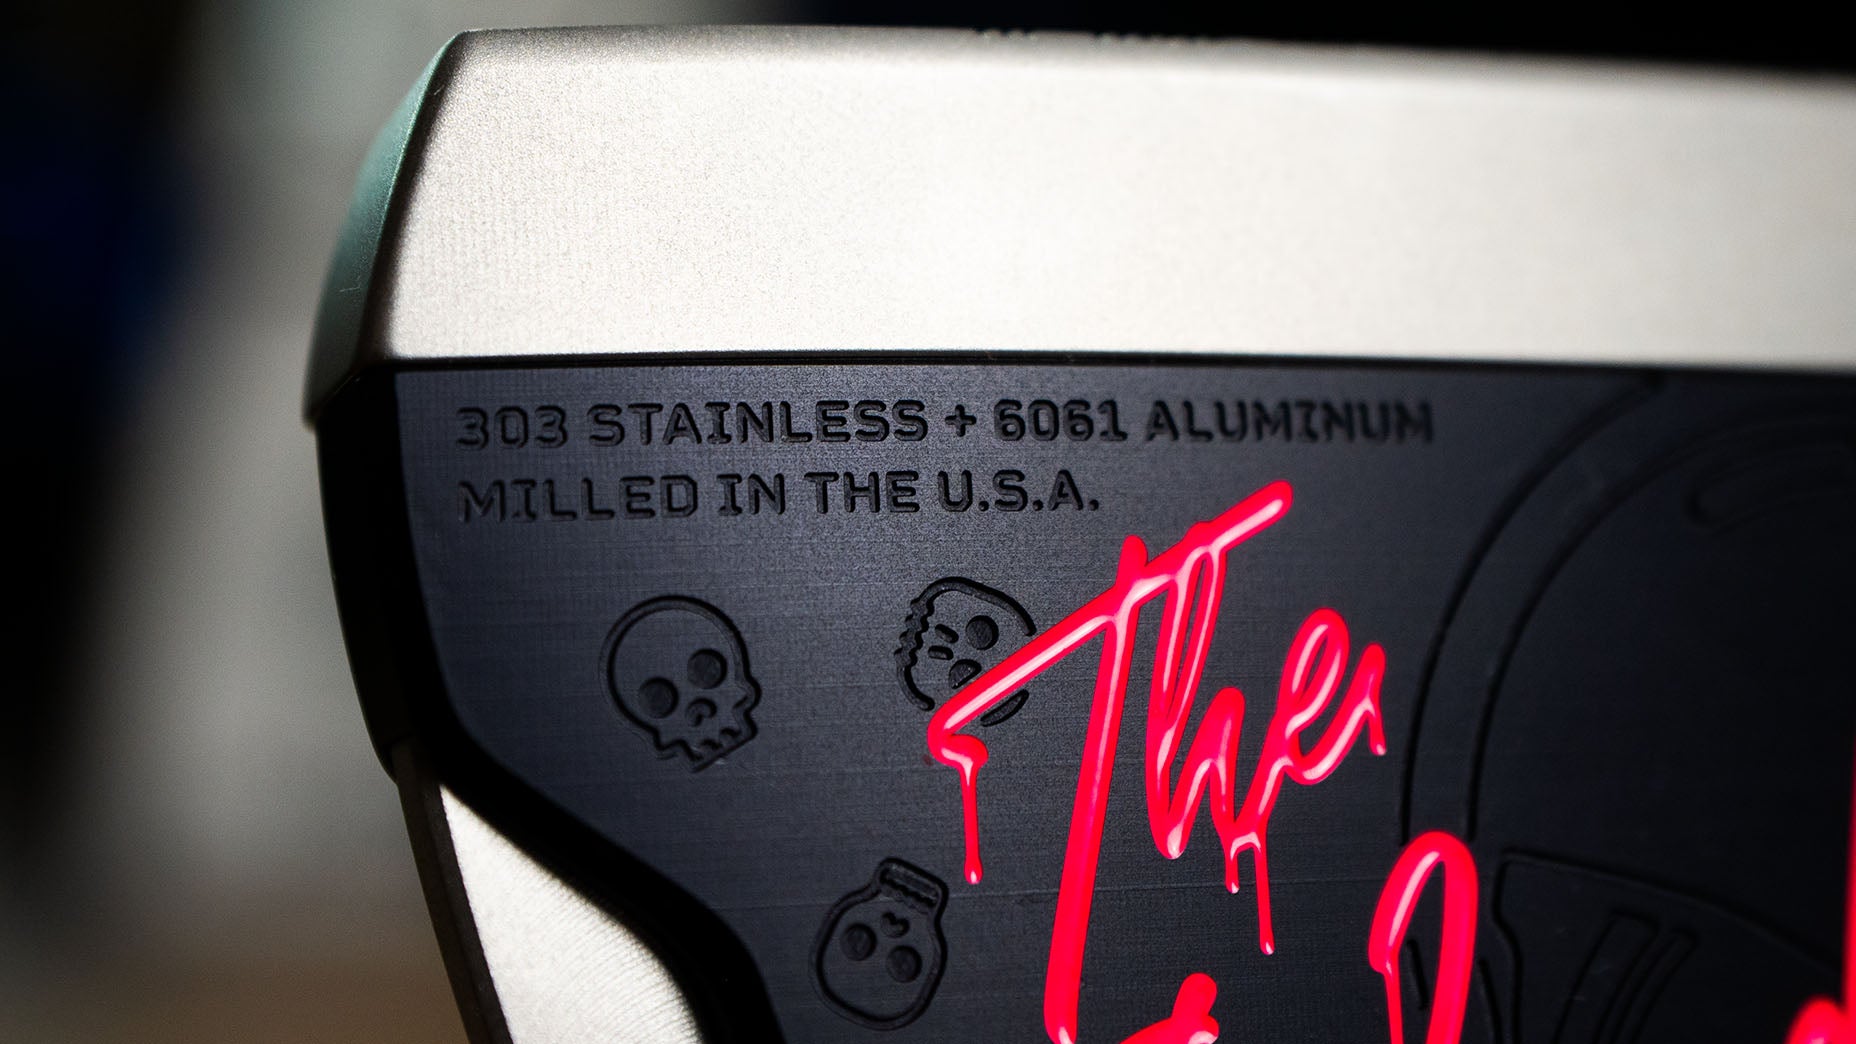 303 STAINLESS + 6061 ALUMINUM
MILLED IN THE U.S.A.
The